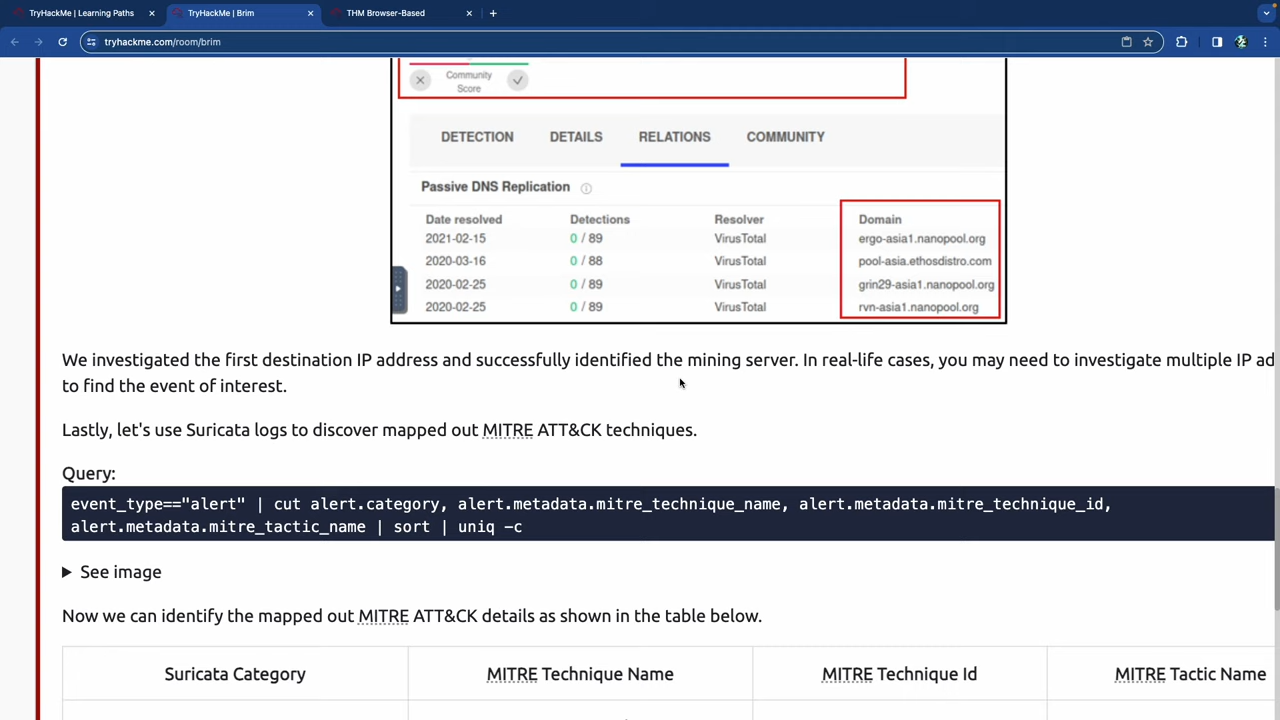 TryHackMe | Learning Paths
TryHackMe | Brim
THM Browser-Based
tryhackme.com/room/brim
Community
Score
DETECTION DETAILS RELATIONS COMMUNITY
Passive DNS Replication
Date resolved Detections Resolver Domain
2021-02-15 0 / 89 VirusTotal ergo-asia1.nanopool.org
2020-03-16 0 / 88 VirusTotal pool-asia.ethosdistro.com
2020-02-25 0 / 89 VirusTotal grin29-asia1.nanopool.org
2020-02-25 0 / 89 VirusTotal rvn-asia1.nanopool.org
We investigated the first destination IP address and successfully identified the mining server. In real-life cases, you may need to investigate multiple IP ad
to find the event of interest.
Lastly, let's use Suricata logs to discover mapped out MITRE ATT&CK techniques.
Query:
event_type=="alert" | cut alert.category, alert.metadata.mitre_technique_name, alert.metadata.mitre_technique_id,
alert.metadata.mitre_tactic_name | sort | uniq -c
See image
Now we can identify the mapped out MITRE ATT&CK details as shown in the table below.
Suricata Category MITRE Technique Name MITRE Technique Id MITRE Tactic Name